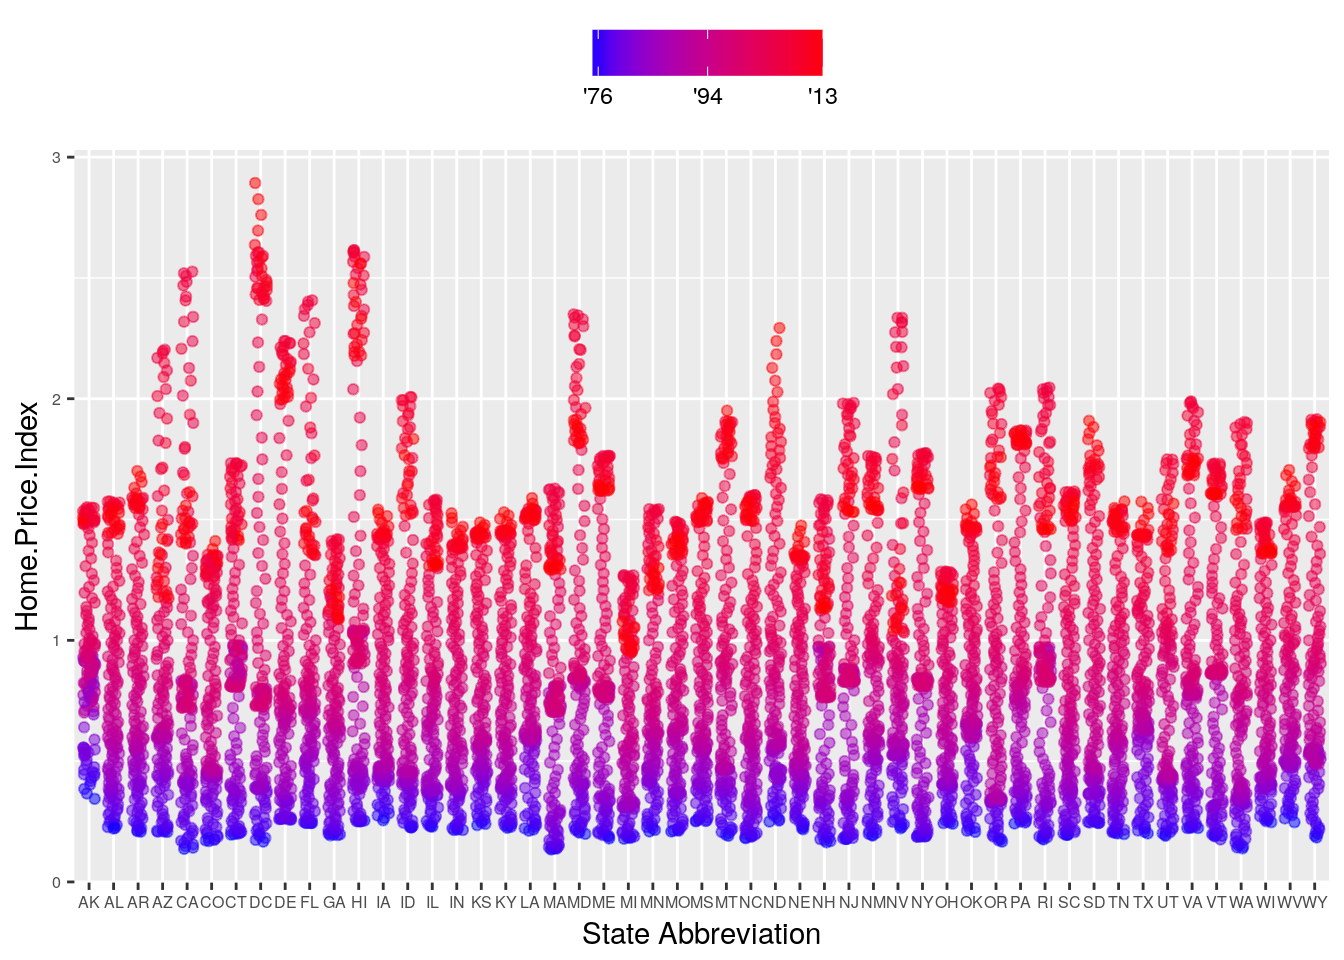 '76 '94 '13
3
2
1
0
Home.Price.Index
AK AL AR AZ CA CO CT DC DE FL GA HI IA ID IL IN KS KY LA MA MD ME MI MN MO MS MT NC ND NE NH NJ NM NV NY OH OK OR PA RI SC SD TN TX UT VA VT WA WI WV WY
State Abbreviation